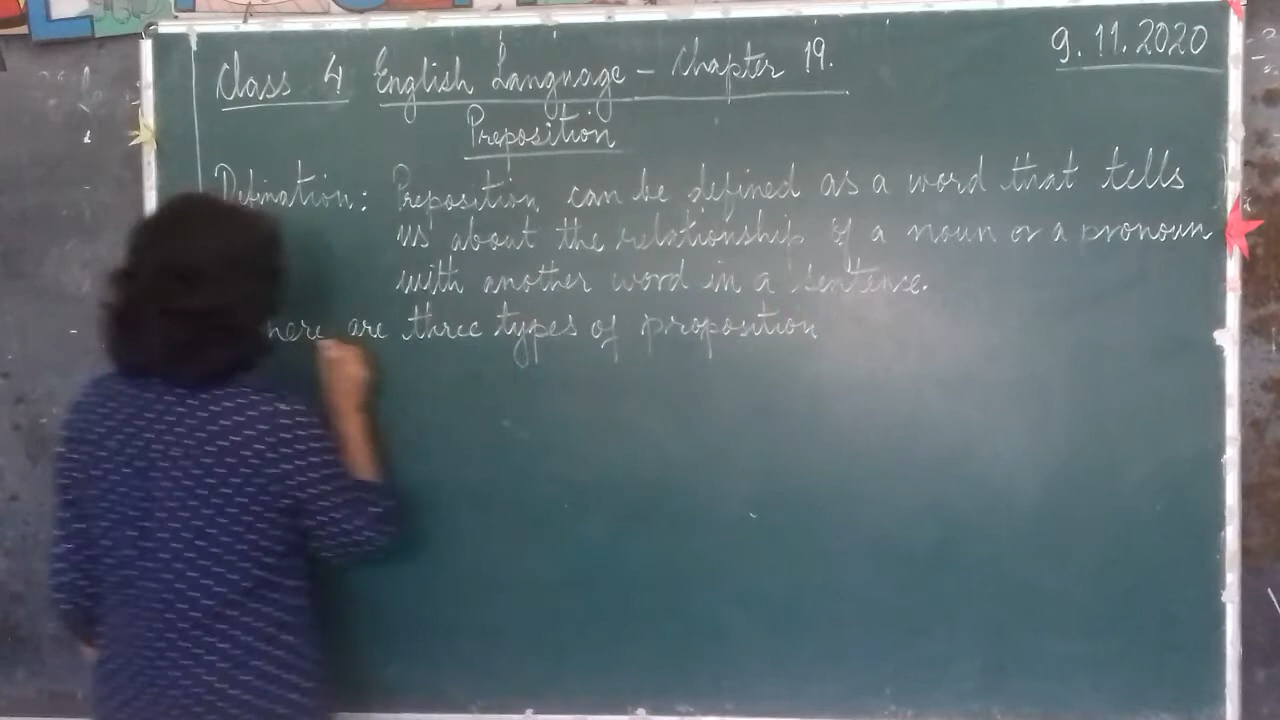 Class 4 English Language - Chapter 19.
9.11.2020
Preposition
Defination: Preposition can be defined as a word that tells
us about the relationship of a noun or a pronoun
with another word in a sentence.
here are three types of proposition